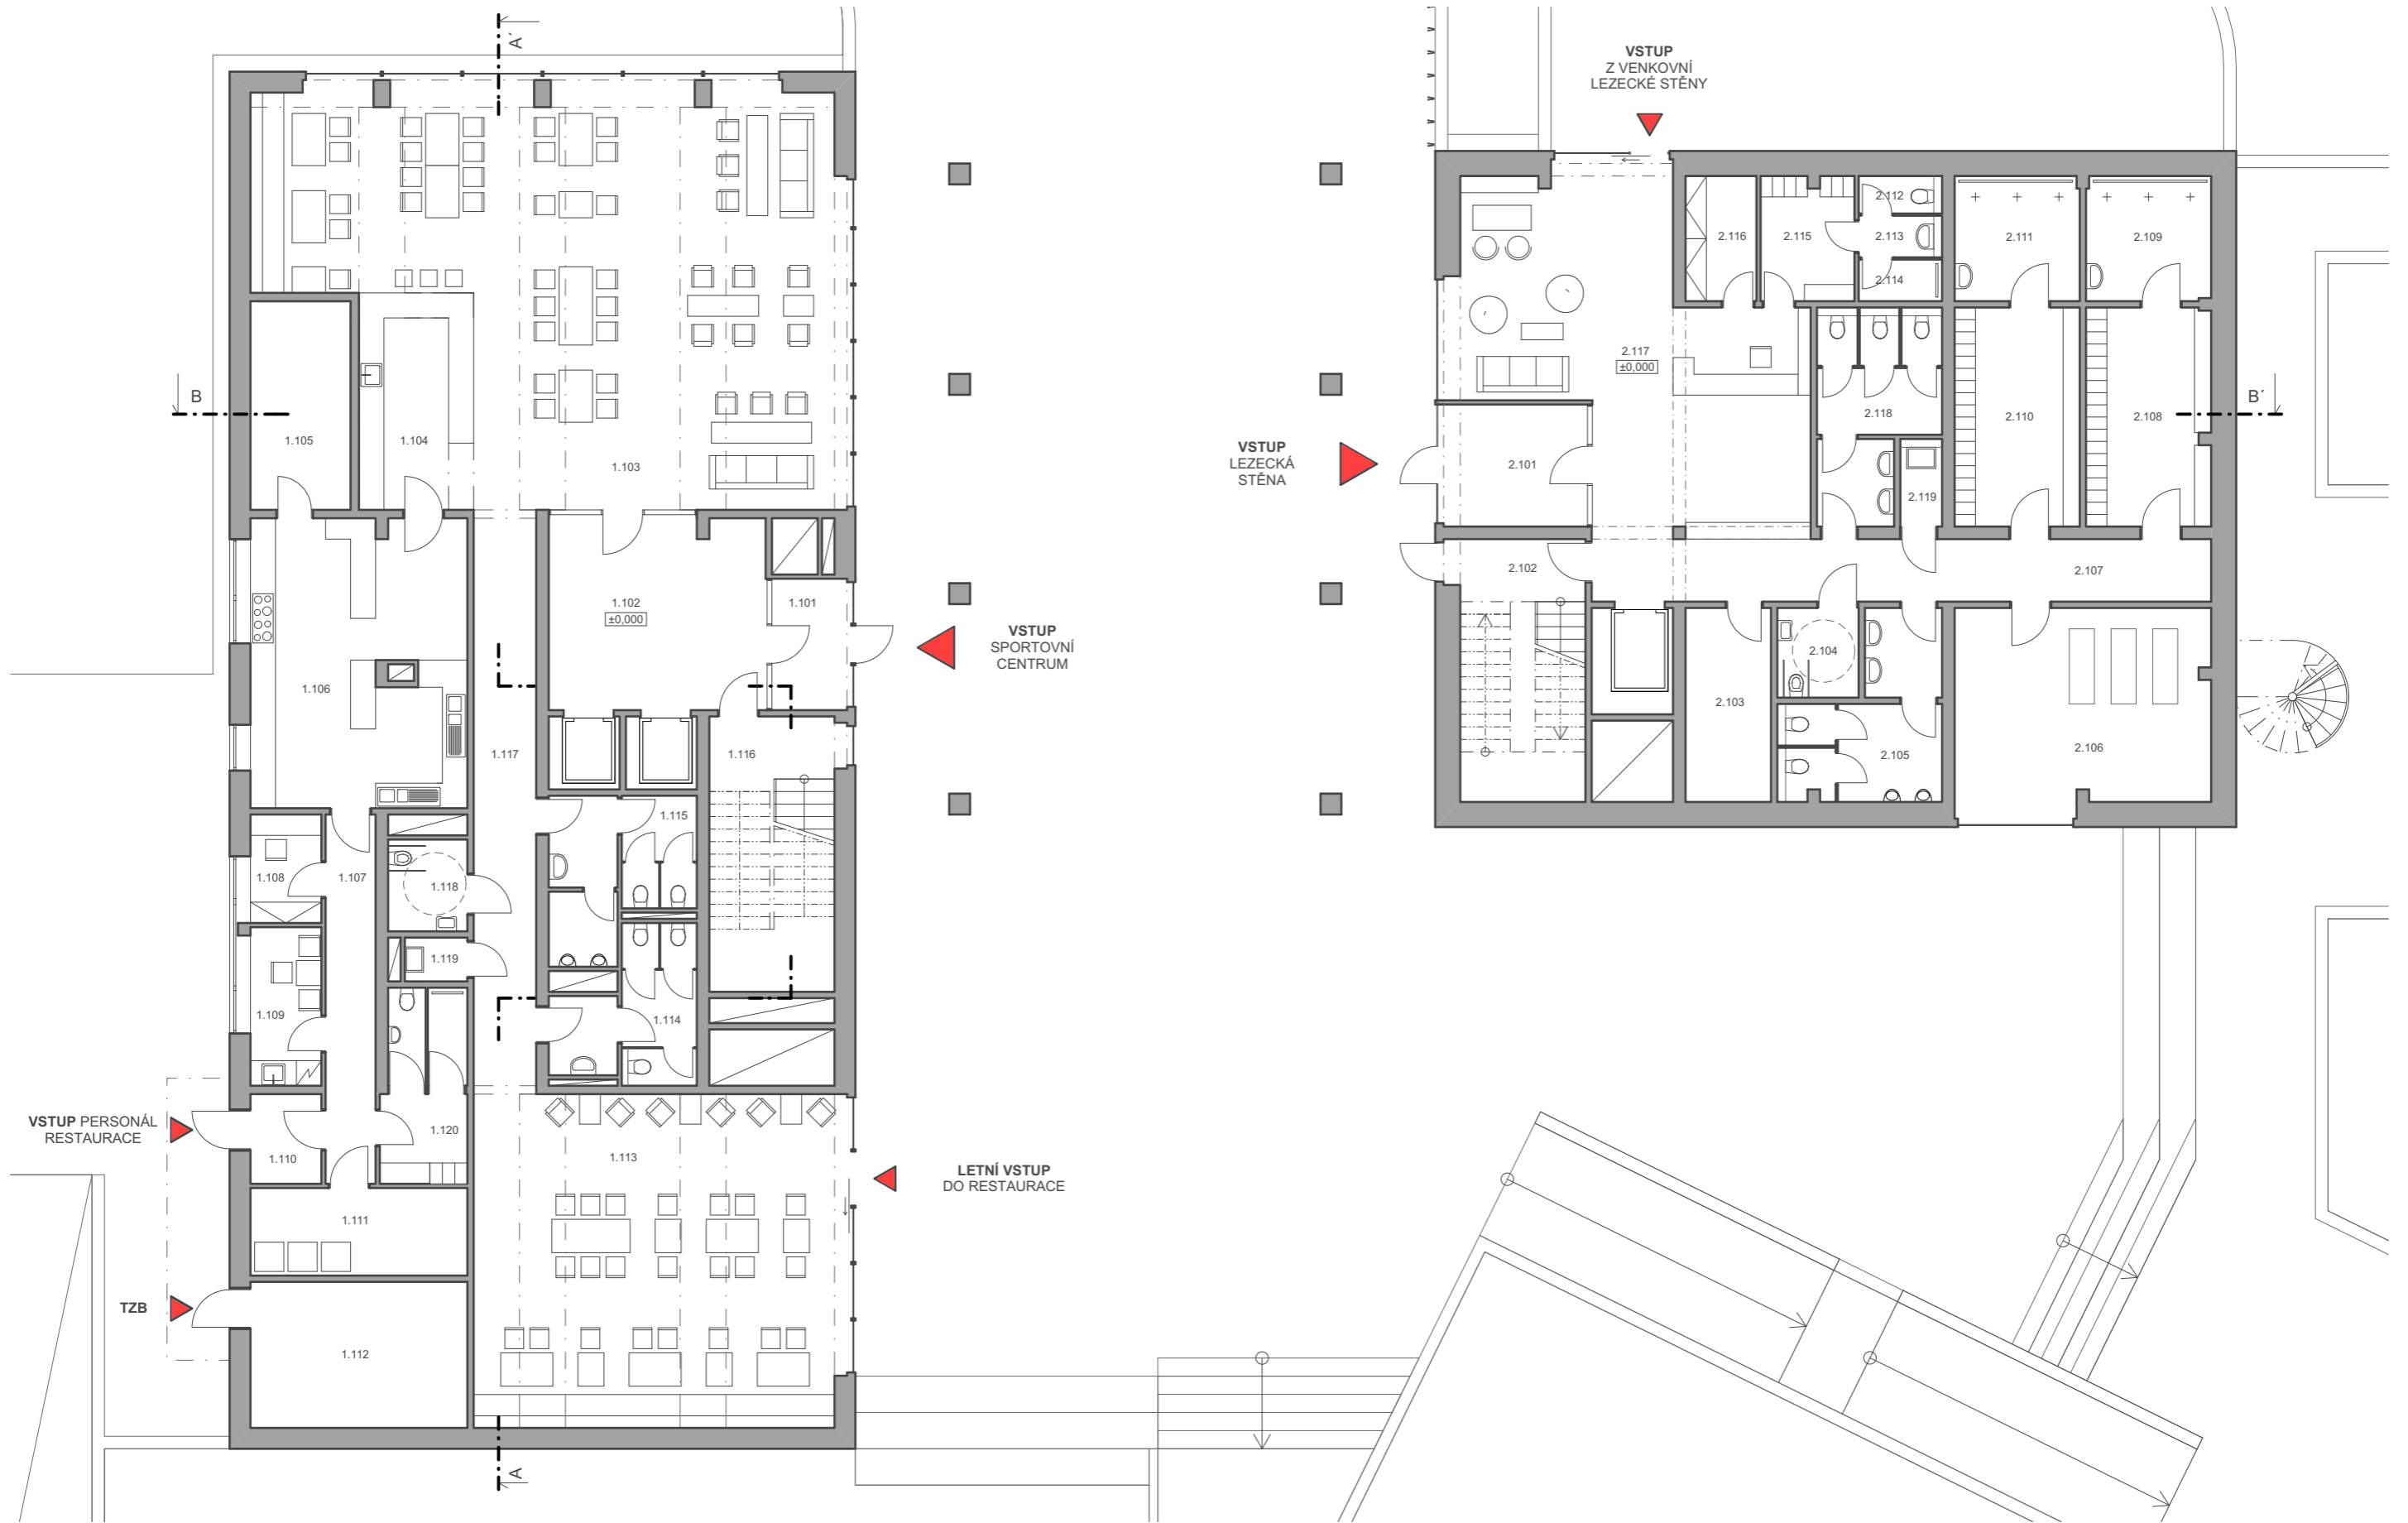 A´
VSTUP
Z VENKOVNÍ
LEZECKÉ STĚNY
2.112
2.116
2.115
2.113
2.111
2.109
2.114
2.117
±0,000
B
B´
1.105
1.104
1.103
2.118
2.110
2.108
VSTUP
LEZECKÁ
STĚNA
2.101
2.119
2.102
2.107
1.102
±0,000
1.101
VSTUP
SPORTOVNÍ
CENTRUM
2.104
1.106
2.103
1.117
1.116
2.105
2.106
1.115
1.108
1.107
1.118
1.119
1.109
1.114
VSTUP PERSONÁL
RESTAURACE
1.120
1.110
1.113
LETNÍ VSTUP
DO RESTAURACE
1.111
TZB
1.112
A